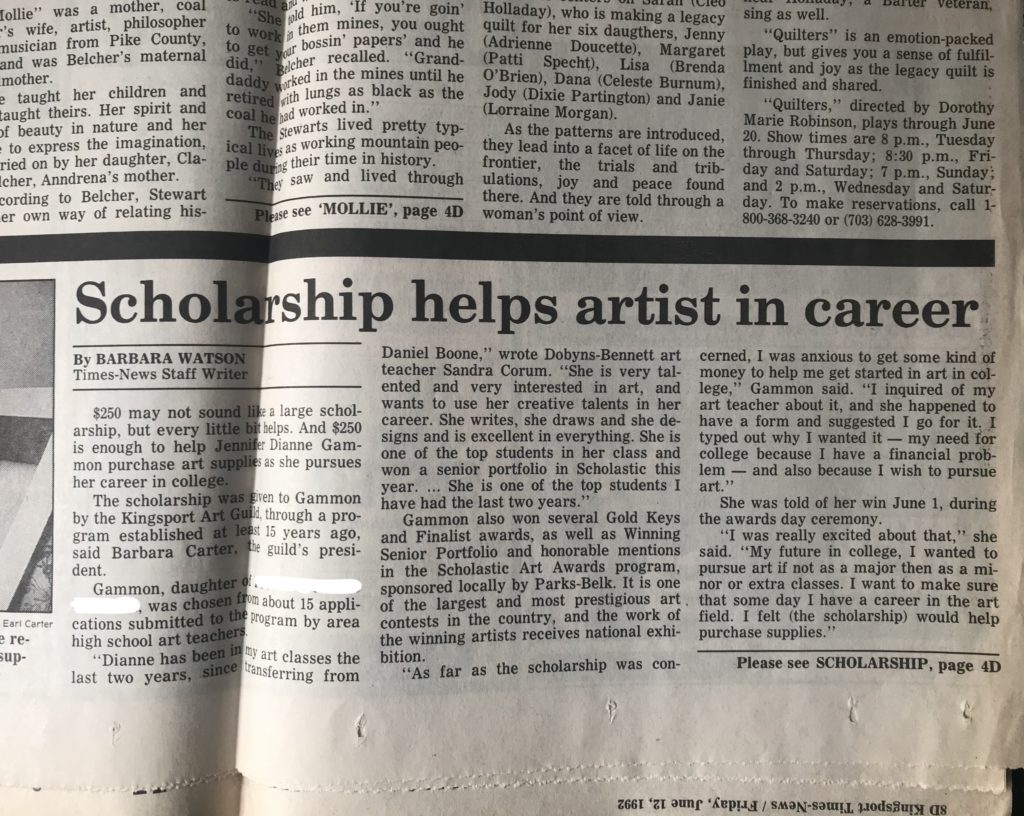 Mollie" was a mother, coal
's wife, artist, philosopher
musician from Pike County,
and was Belcher's maternal
mother.
e taught her children and
taught theirs. Her spirit and
of beauty in nature and her
to express the imagination,
ried on by her daughter, Cla-
lcher, Anndrena's mother.
cording to Belcher, Stewart
er own way of relating his-
"She told him, 'If you're goin'
to work in them mines, you ought
to get your bossin' papers' and he
did," Belcher recalled. "Grand-
daddy worked in the mines until he
retired with lungs as black as the
coal he had worked in."
The Stewarts lived pretty typ-
ical lives as working mountain peo-
ple during their time in history.
"They saw and lived through
Please see 'MOLLIE', page 4D
Holladay), who is making a legacy
quilt for her six daugthers, Jenny
(Adrienne Doucette), Margaret
(Patti Specht), Lisa (Brenda
O'Brien), Dana (Celeste Burnum),
Jody (Dixie Partington) and Janie
(Lorraine Morgan).
As the patterns are introduced,
they lead into a facet of life on the
frontier, the trials and trib-
ulations, joy and peace found
there. And they are told through a
woman's point of view.
sing as well.
"Quilters" is an emotion-packed
play, but gives you a sense of fulfil-
lment and joy as the legacy quilt is
finished and shared.
"Quilters," directed by Dorothy
Marie Robinson, plays through June
20. Show times are 8 p.m., Tuesday
through Thursday; 8:30 p.m., Fri-
day and Saturday; 7 p.m., Sunday;
and 2 p.m., Wednesday and Satur-
day. To make reservations, call 1-
800-368-3240 or (703) 628-3991.
Scholarship helps artist in career
By BARBARA WATSON
Times-News Staff Writer
$250 may not sound like a large schol-
arship, but every little bit helps. And $250
is enough to help Jennifer Dianne Gam-
mon purchase art supplies as she pursues
her career in college.
The scholarship was given to Gammon
by the Kingsport Art Guild, through a pro-
gram established at least 15 years ago,
said Barbara Carter, the guild's presi-
dent.
Gammon, daughter of
, was chosen from about 15 appli-
cations submitted to the program by area
high school art teachers.
"Dianne has been in my art classes the
last two years, since transferring from
Daniel Boone," wrote Dobyns-Bennett art
teacher Sandra Corum. "She is very tal-
ented and very interested in art, and
wants to use her creative talents in her
career. She writes, she draws and she de-
signs and is excellent in everything. She is
one of the top students in her class and
won a senior portfolio in Scholastic this
year. ... She is one of the top students I
have had the last two years."
Gammon also won several Gold Keys
and Finalist awards, as well as Winning
Senior Portfolio and honorable mentions
in the Scholastic Art Awards program,
sponsored locally by Parks-Belk. It is one
of the largest and most prestigious art
contests in the country, and the work of
the winning artists receives national exhi-
bition.
"As far as the scholarship was con-
cerned, I was anxious to get some kind of
money to help me get started in art in col-
lege," Gammon said. "I inquired of my
art teacher about it, and she happened to
have a form and suggested I go for it. I
typed out why I wanted it — my need for
college because I have a financial prob-
lem — and also because I wish to pursue
art."
She was told of her win June 1, during
the awards day ceremony.
"I was really excited about that," she
said. "My future in college, I wanted to
pursue art if not as a major then as a mi-
nor or extra classes. I want to make sure
that some day I have a career in the art
field. I felt (the scholarship) would help
purchase supplies."
Please see SCHOLARSHIP, page 4D
Earl Carter
e re-
sup-
8D Kingsport Times-News / Friday, June 12, 1992